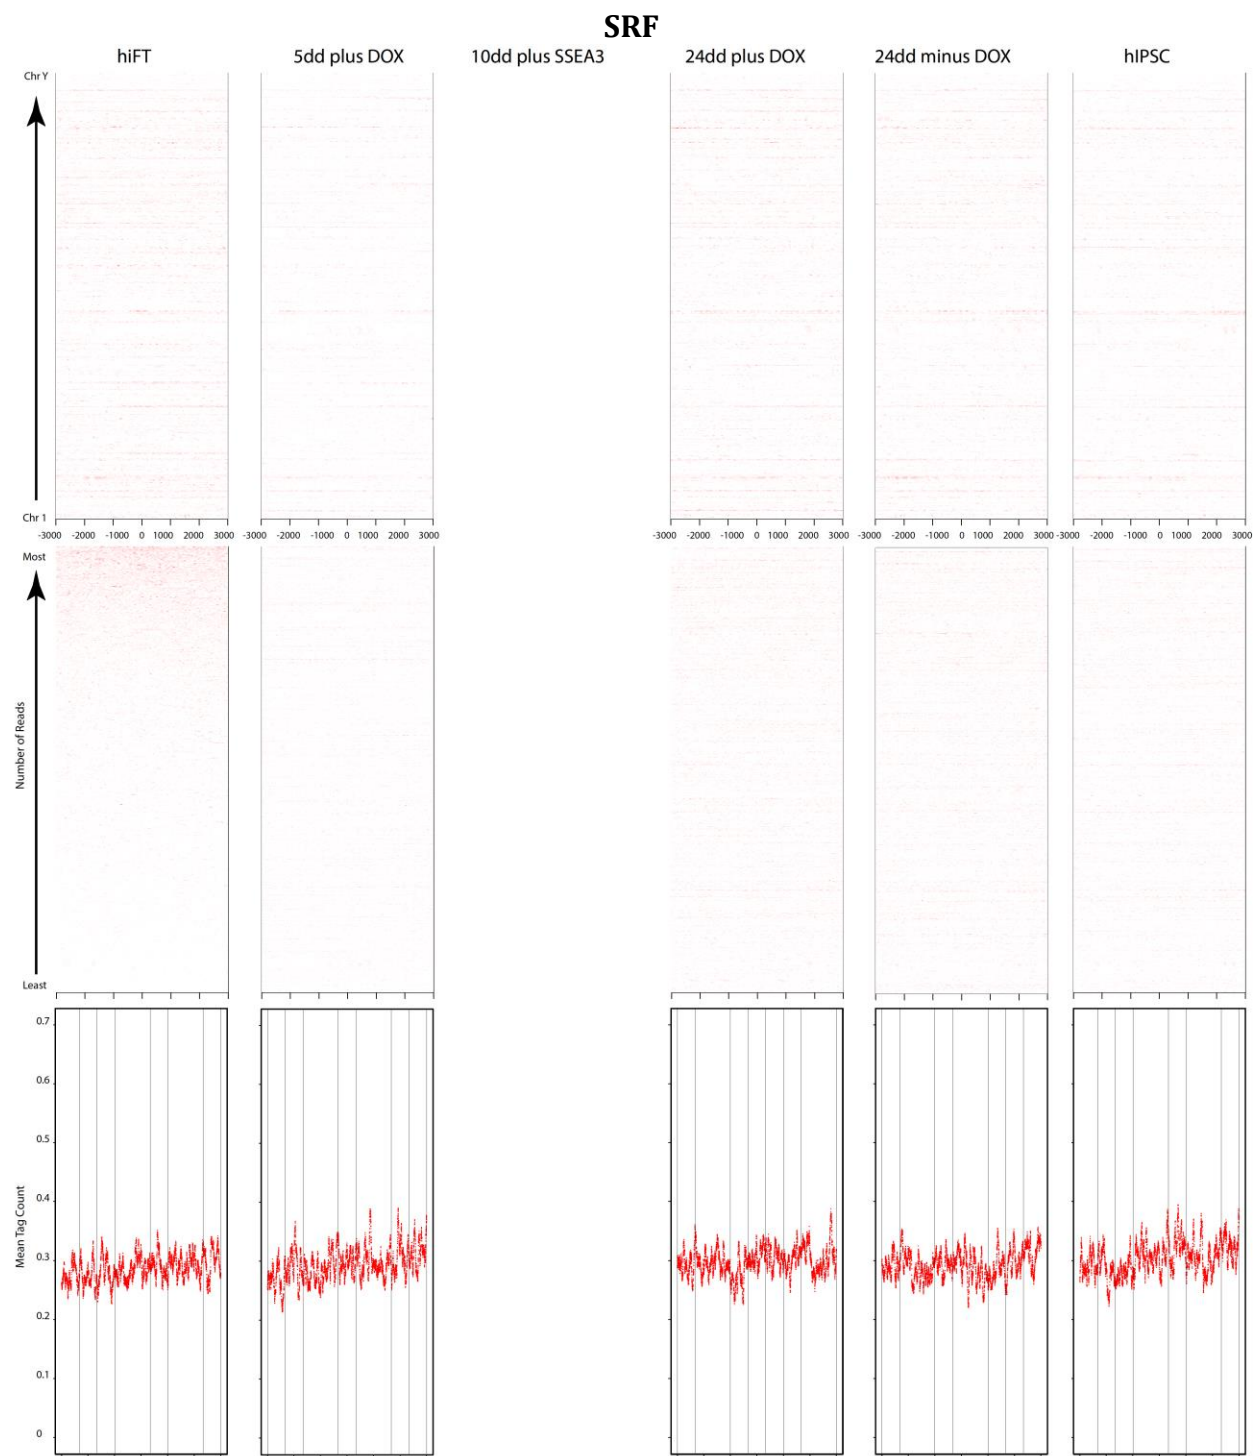 SRF
hiFT 5dd plus DOX 10dd plus SSEA3 24dd plus DOX 24dd minus DOX hIPSC
Chr Y
Chr 1
-3000 -2000 -1000 0 1000 2000 3000 -3000 -2000 -1000 0 1000 2000 3000 -3000 -2000 -1000 0 1000 2000 3000 -3000 -2000 -1000 0 1000 2000 3000 -3000 -2000 -1000 0 1000 2000 3000
Most
Number of Reads
Least
0.7
0.6
0.5
0.4
0.3
0.2
0.1
0
Mean Tag Count